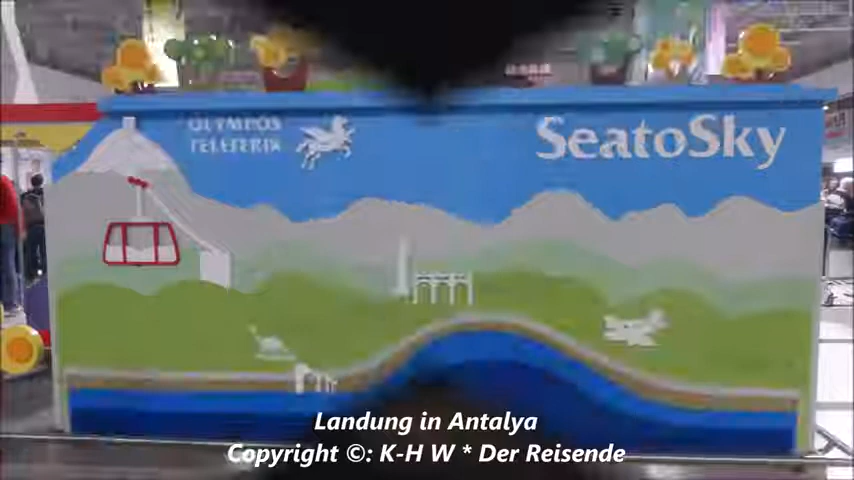 OLYMPOS
TELEFERIK
SeatoSky
Landung in Antalya
Copyright ©: K-H W * Der Reisende